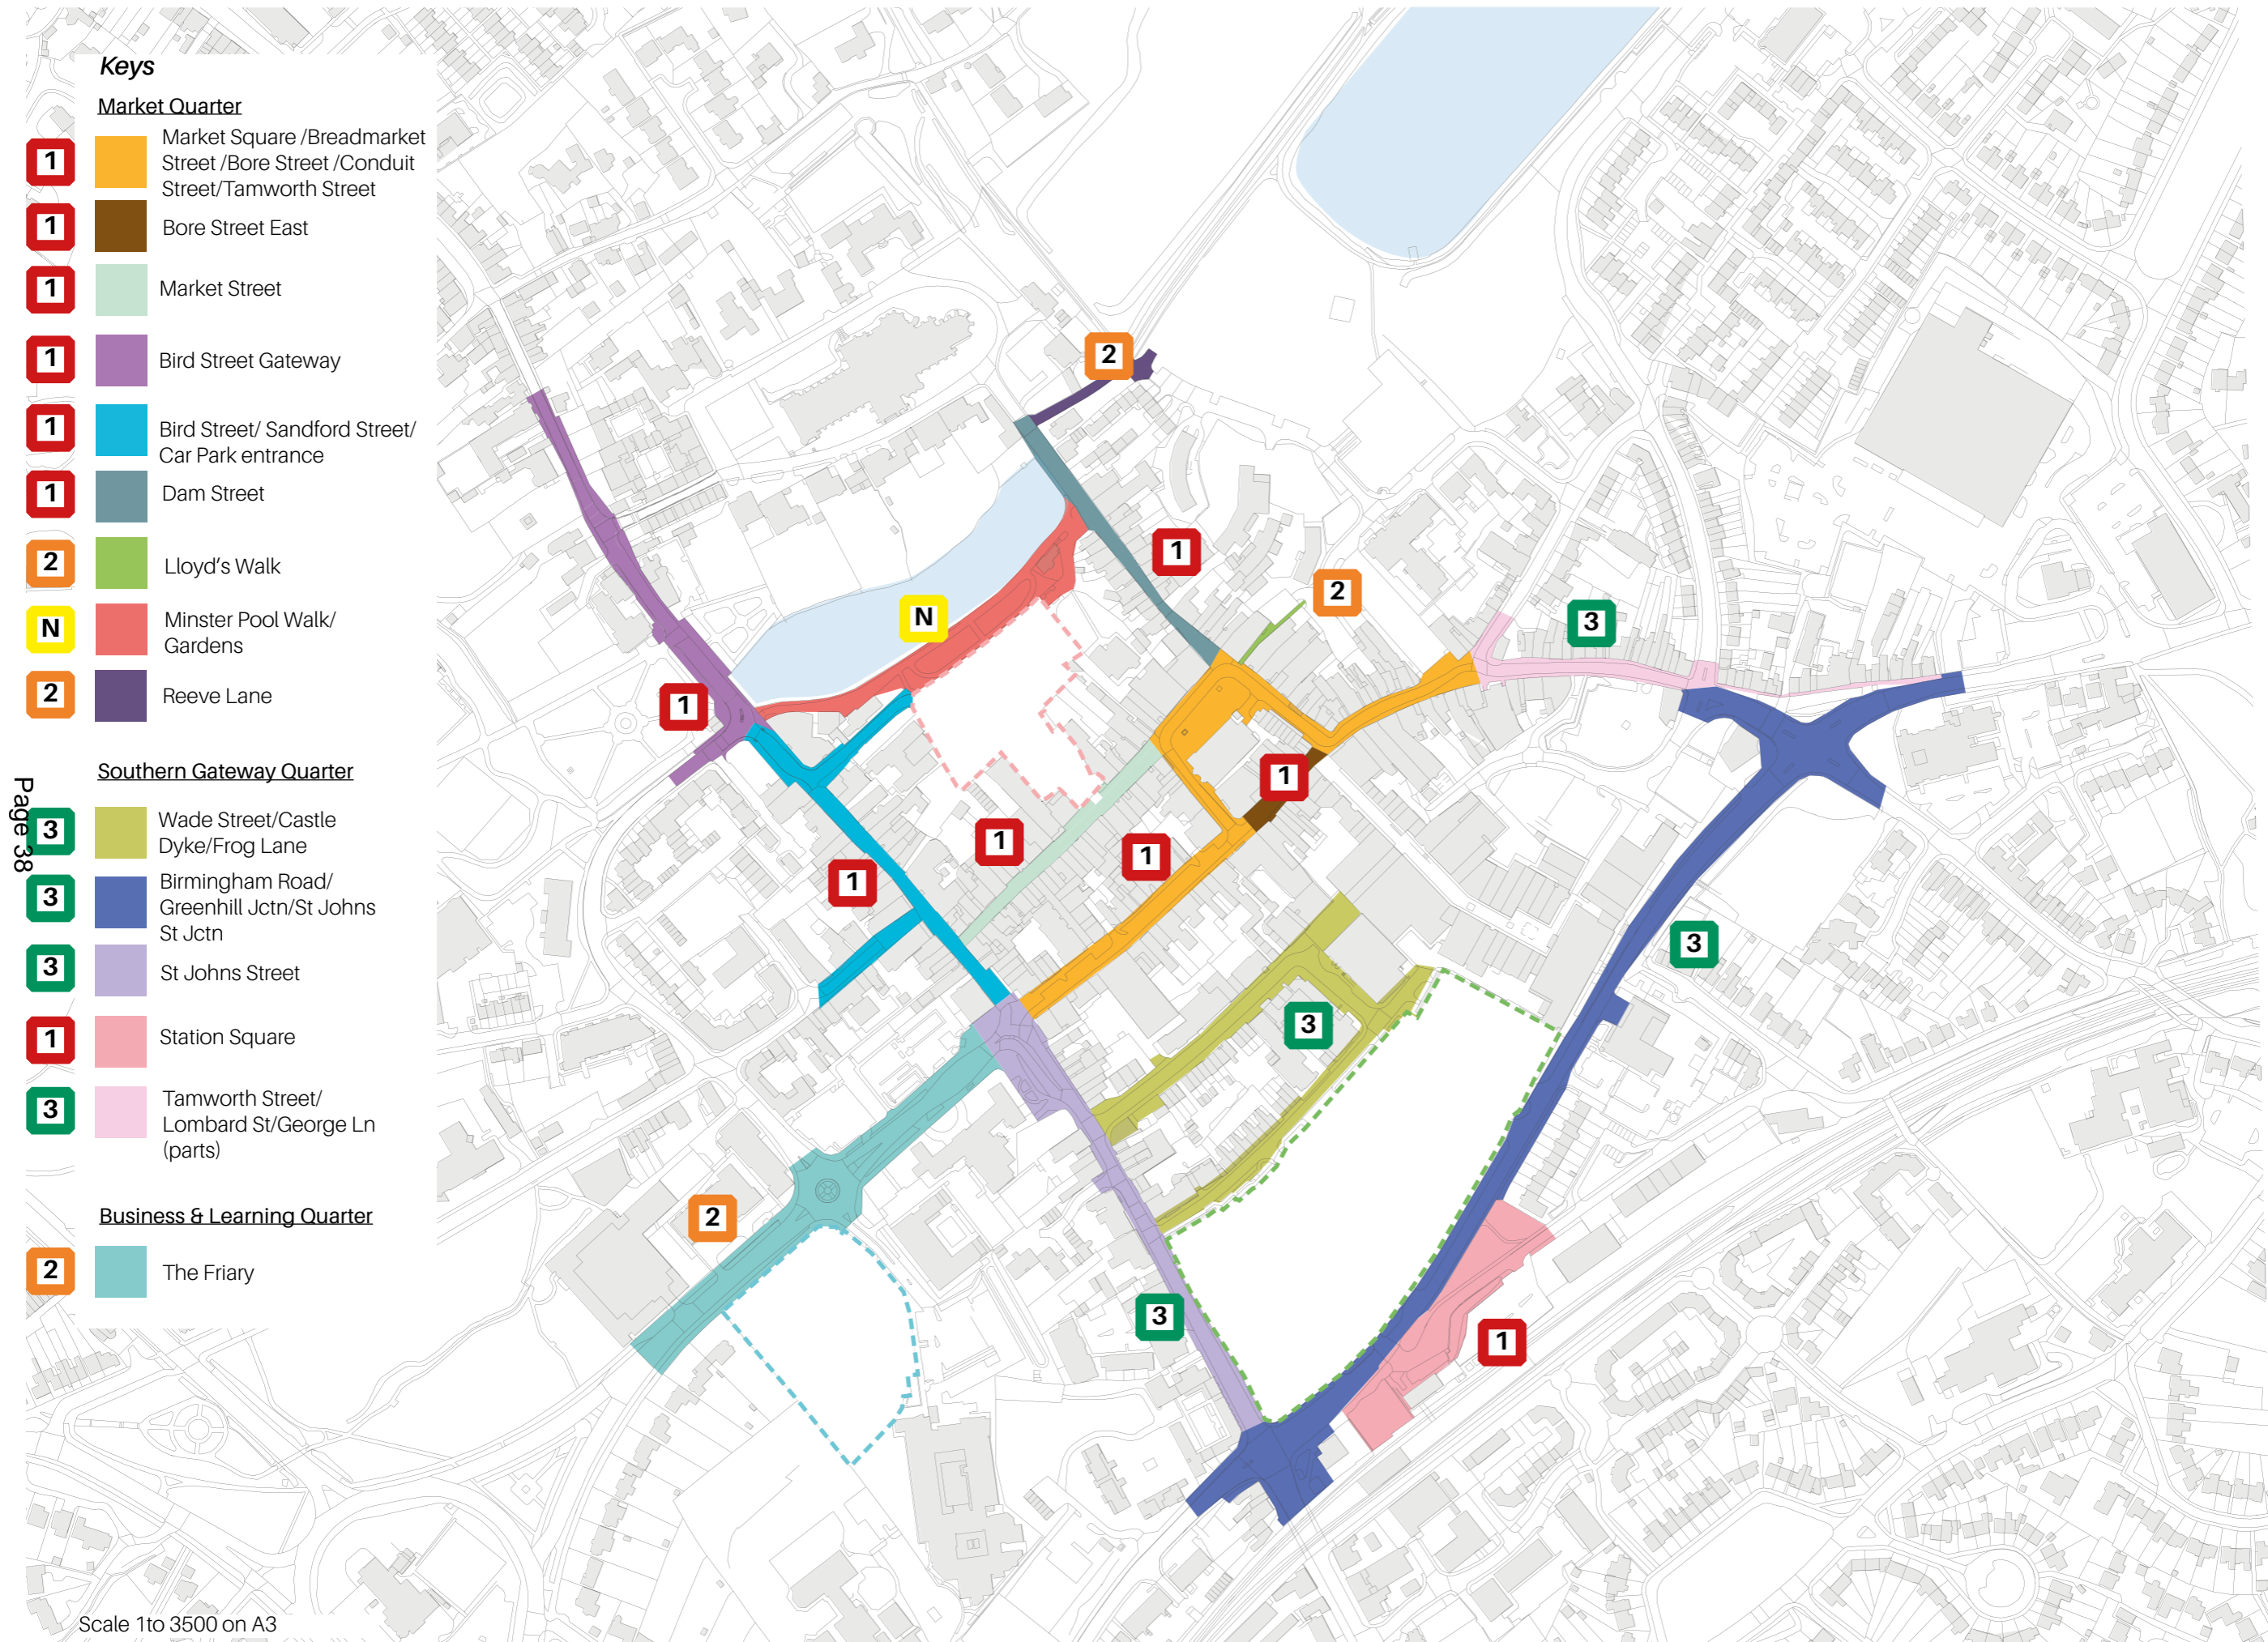 Keys
Market Quarter
1
Market Square /Breadmarket
Street /Bore Street /Conduit
Street/Tamworth Street
1
Bore Street East
1
Market Street
1
Bird Street Gateway
1
Bird Street/ Sandford Street/
Car Park entrance
1
Dam Street
2
Lloyd's Walk
N
Minster Pool Walk/
Gardens
2
Reeve Lane
Southern Gateway Quarter
3
Wade Street/Castle
Dyke/Frog Lane
3
Birmingham Road/
Greenhill Jctn/St Johns
St Jctn
3
St Johns Street
1
Station Square
3
Tamworth Street/
Lombard St/George Ln
(parts)
Business & Learning Quarter
2
The Friary
Page 38
Scale 1to 3500 on A3
2
1
2
N
3
1
1
1
1
1
3
3
2
3
1